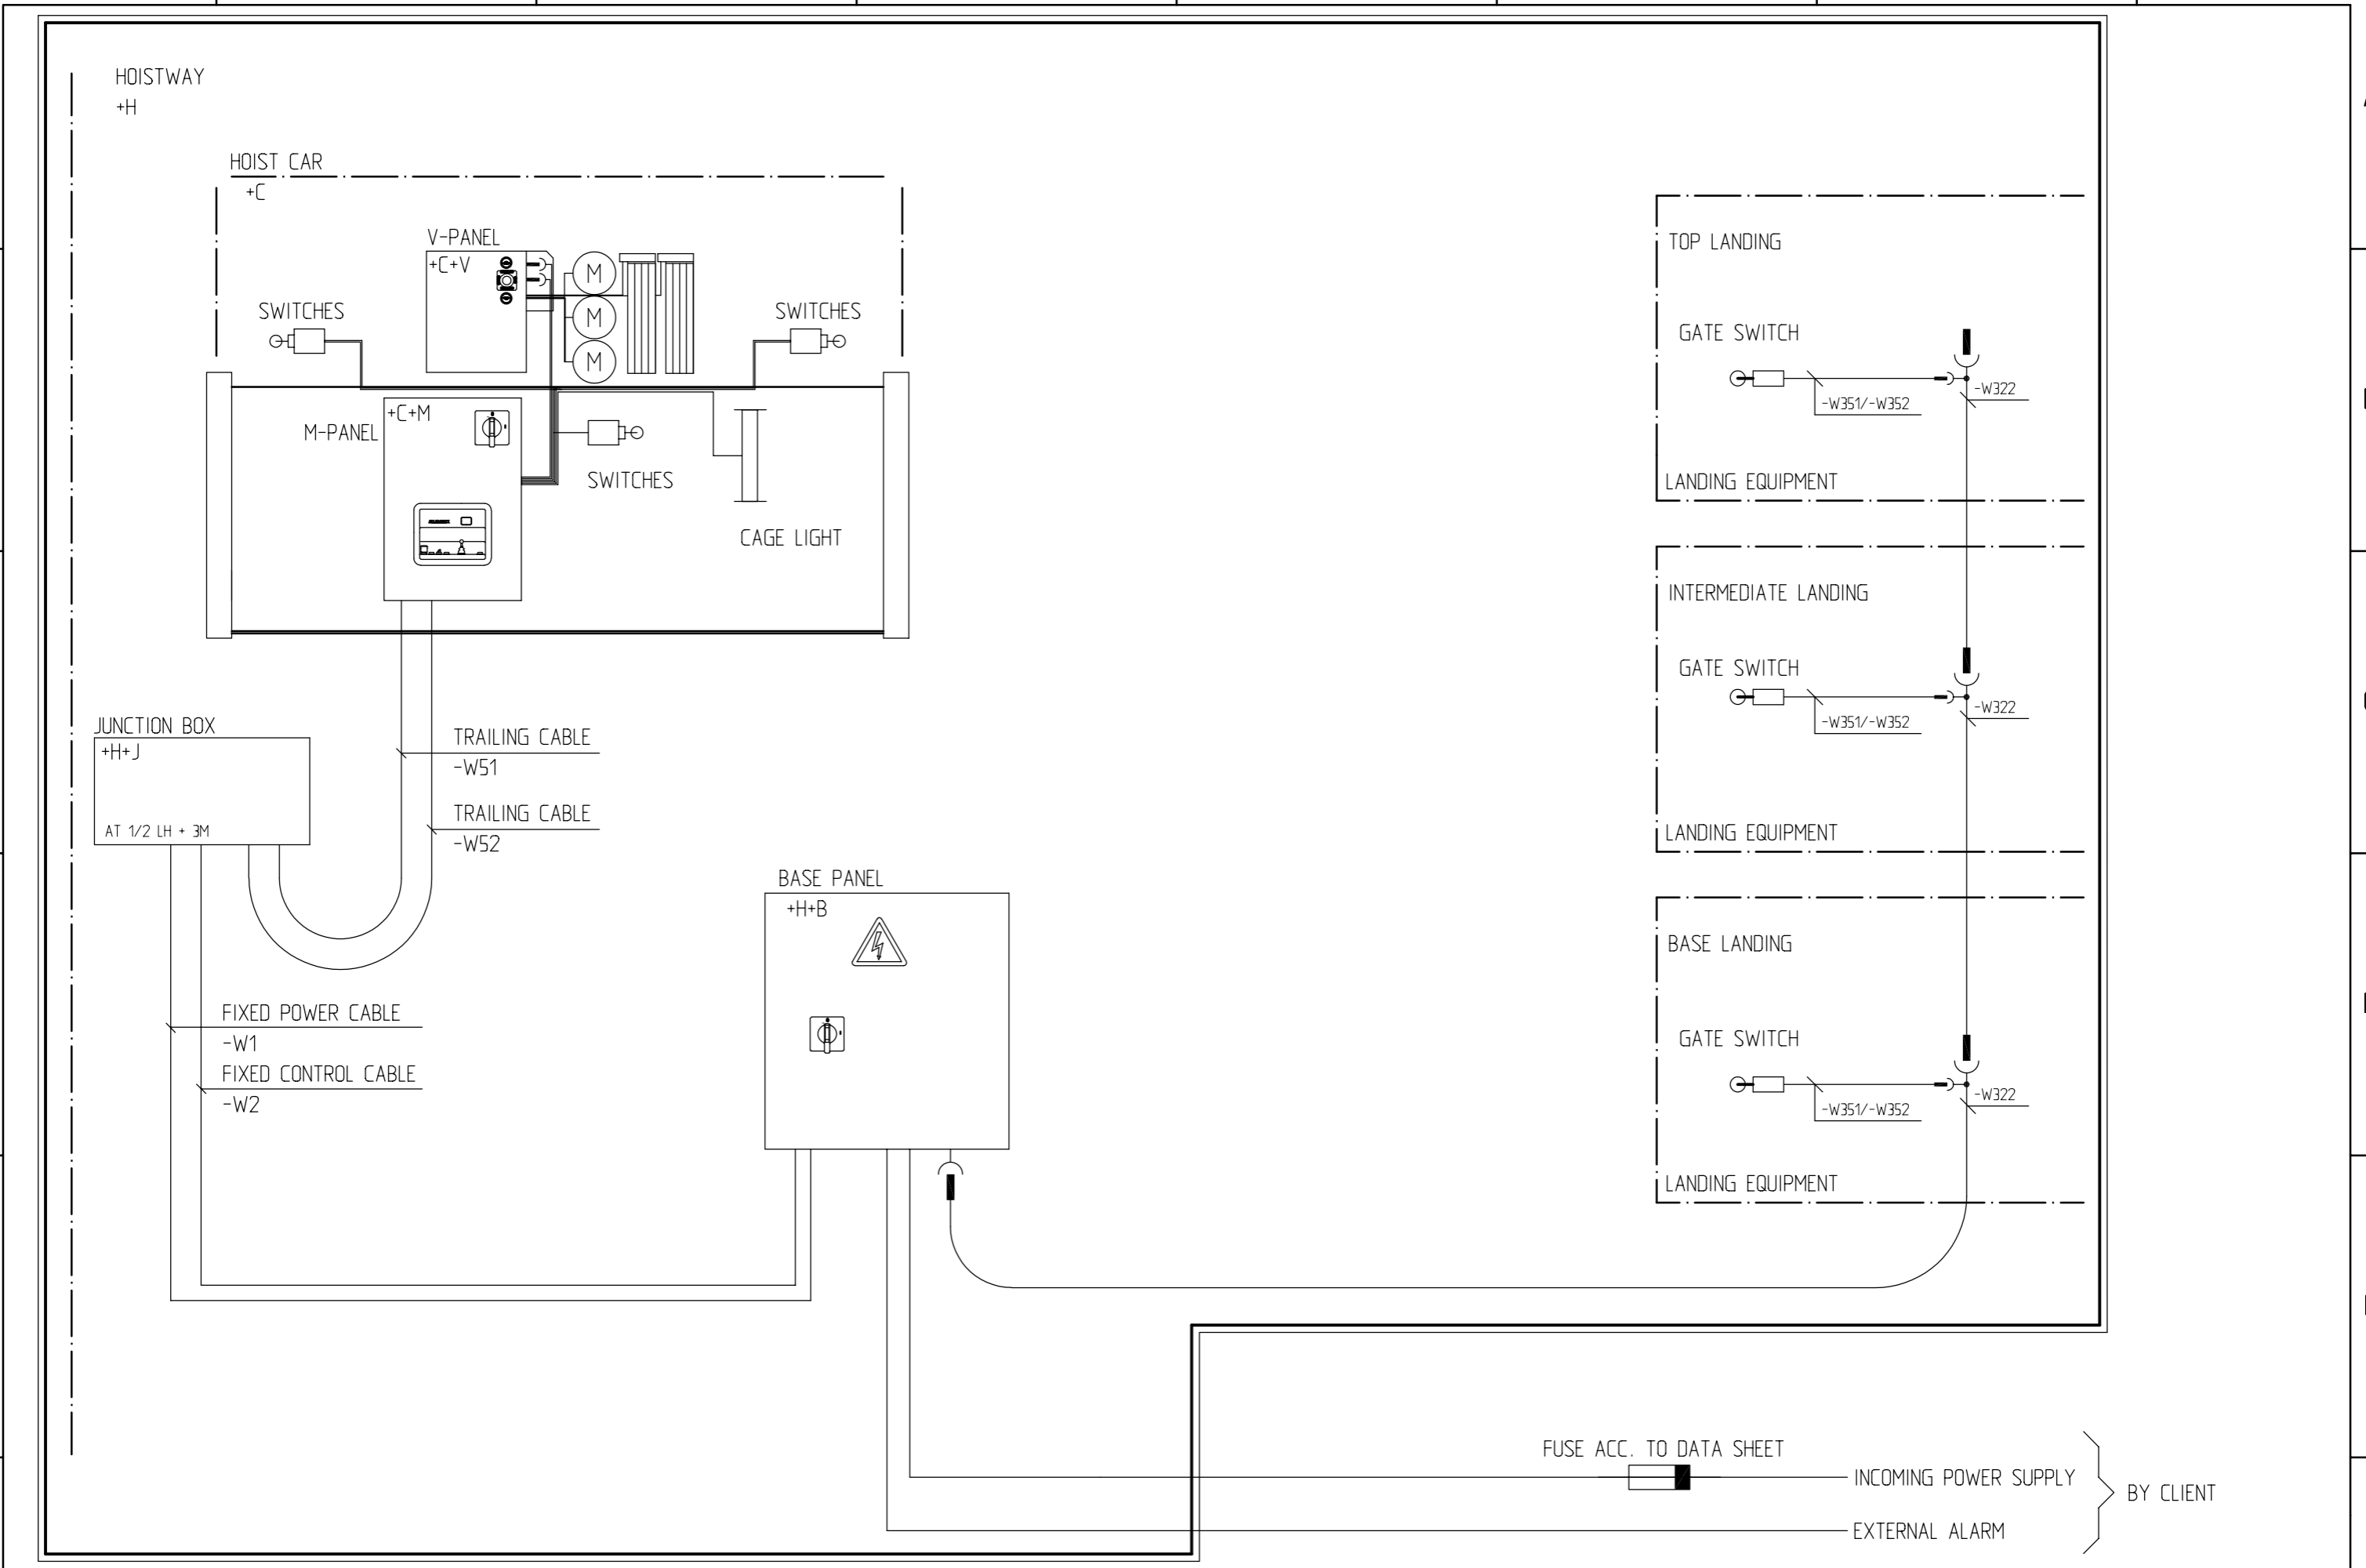 HOISTWAY
+H
HOIST CAR
+C
V-PANEL
+C+V
M
M
M
SWITCHES
SWITCHES
+C+M
M-PANEL
SWITCHES
CAGE LIGHT
JUNCTION BOX
+H+J
AT 1/2 LH + 3M
TRAILING CABLE
-W51
TRAILING CABLE
-W52
BASE PANEL
+H+B
FIXED POWER CABLE
-W1
FIXED CONTROL CABLE
-W2
TOP LANDING
GATE SWITCH
-W322
-W351/-W352
LANDING EQUIPMENT
INTERMEDIATE LANDING
GATE SWITCH
-W322
-W351/-W352
LANDING EQUIPMENT
BASE LANDING
GATE SWITCH
-W322
-W351/-W352
LANDING EQUIPMENT
FUSE ACC. TO DATA SHEET
INCOMING POWER SUPPLY
BY CLIENT
EXTERNAL ALARM